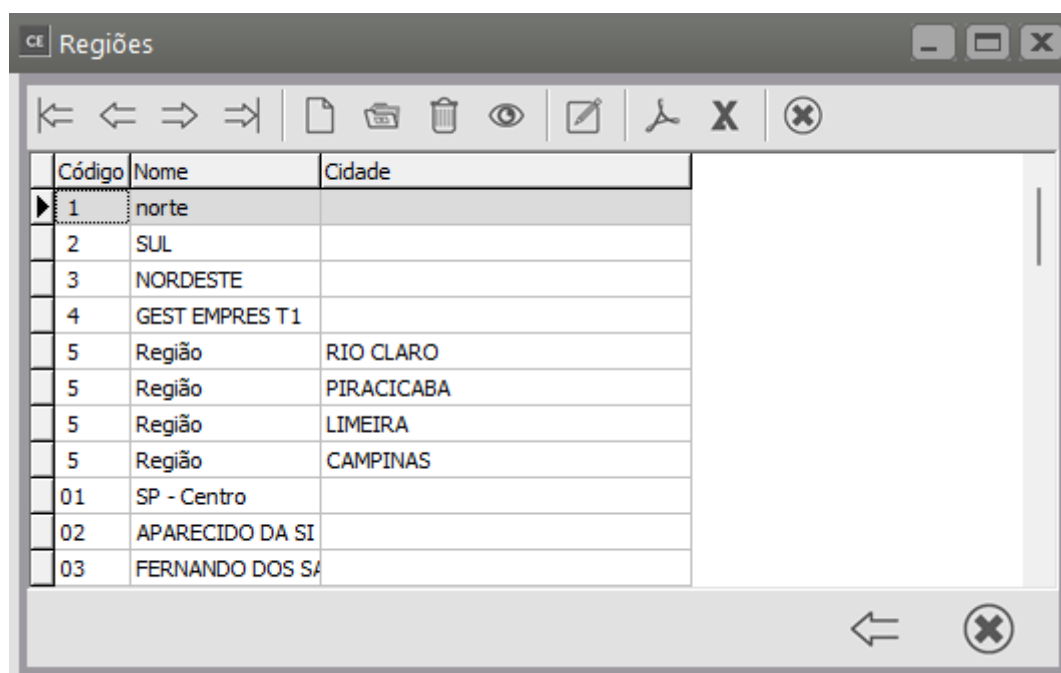 CE Regiões
Código Nome Cidade
1 norte
2 SUL
3 NORDESTE
4 GEST EMPRES T1
5 Região RIO CLARO
5 Região PIRACICABA
5 Região LIMEIRA
5 Região CAMPINAS
01 SP - Centro
02 APARECIDO DA SI
03 FERNANDO DOS SA